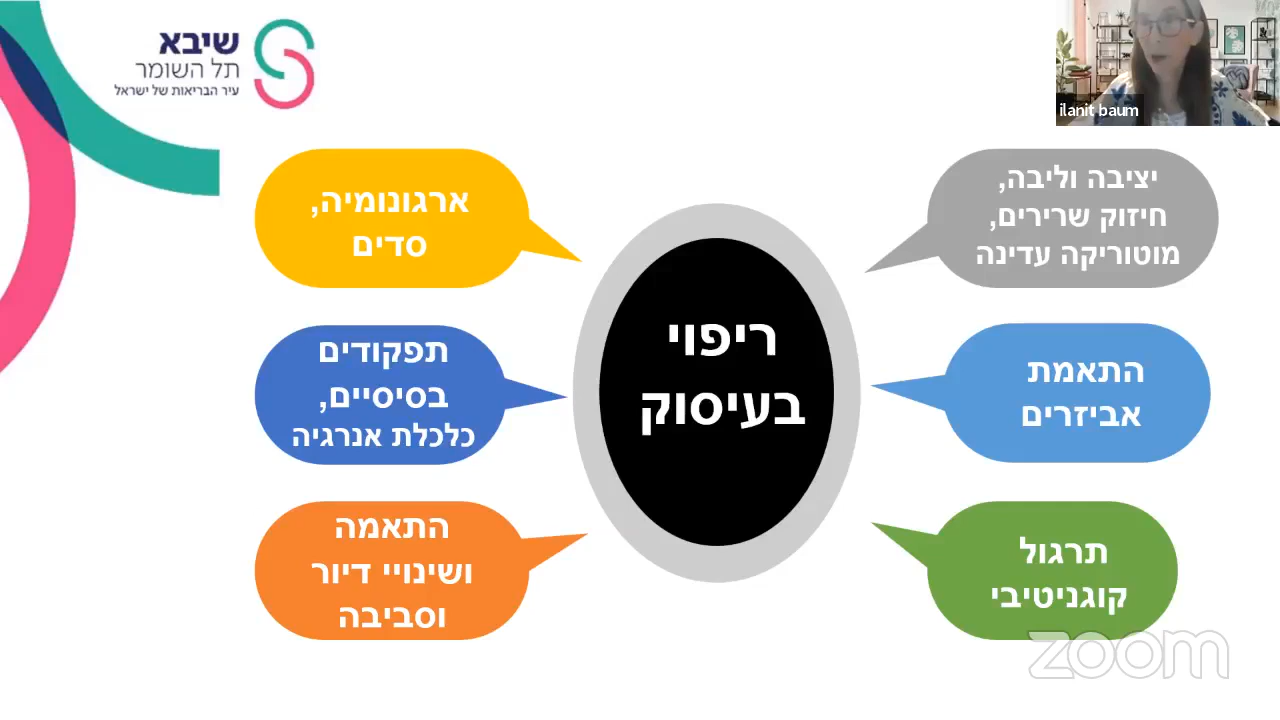 שיבא
תל השומר
עיר הבריאות של ישראל
ilanit baum
יציבה וליבה,
חיזוק שרירים,
מוטוריקה עדינה
ארגונומיה,
סדים
ריפוי
בעיסוק
התאמת
אביזרים
תפקודים
בסיסיים,
כלכלת אנרגיה
תרגול
קוגניטיבי
התאמה
ושינויי דיור
וסביבה
zoom